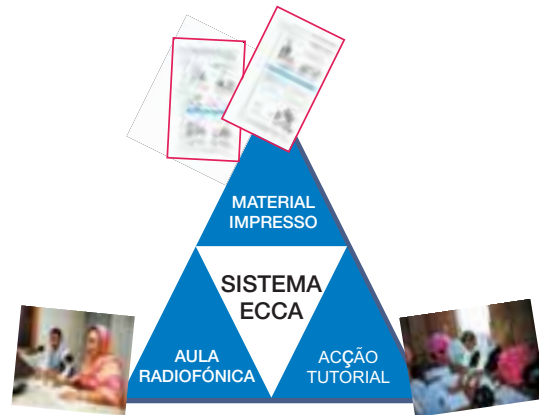 MATERIAL
IMPRESSO
SISTEMA
ECCA
AULA
RADIOFÓNICA
ACÇÃO
TUTORIAL